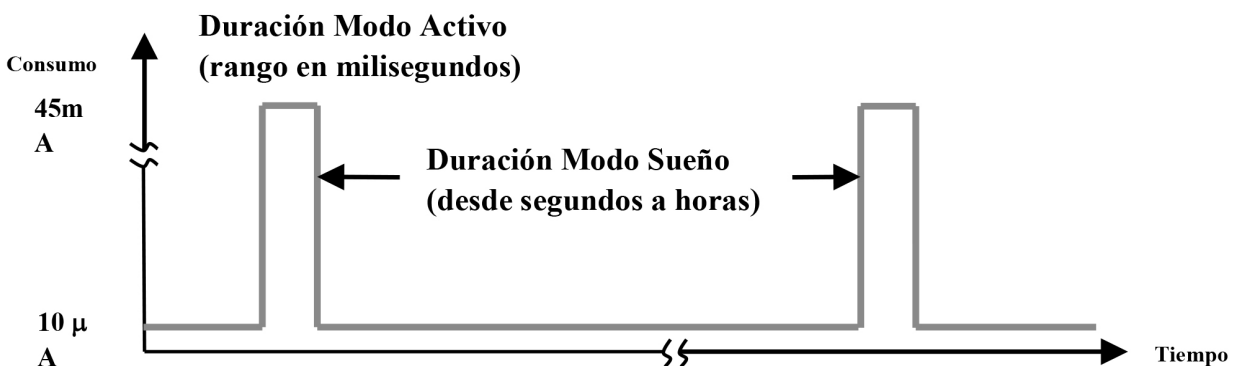 Duración Modo Activo
(rango en milisegundos)
Consumo
45m
A
Duración Modo Sueño
(desde segundos a horas)
10 μ
A
Tiempo